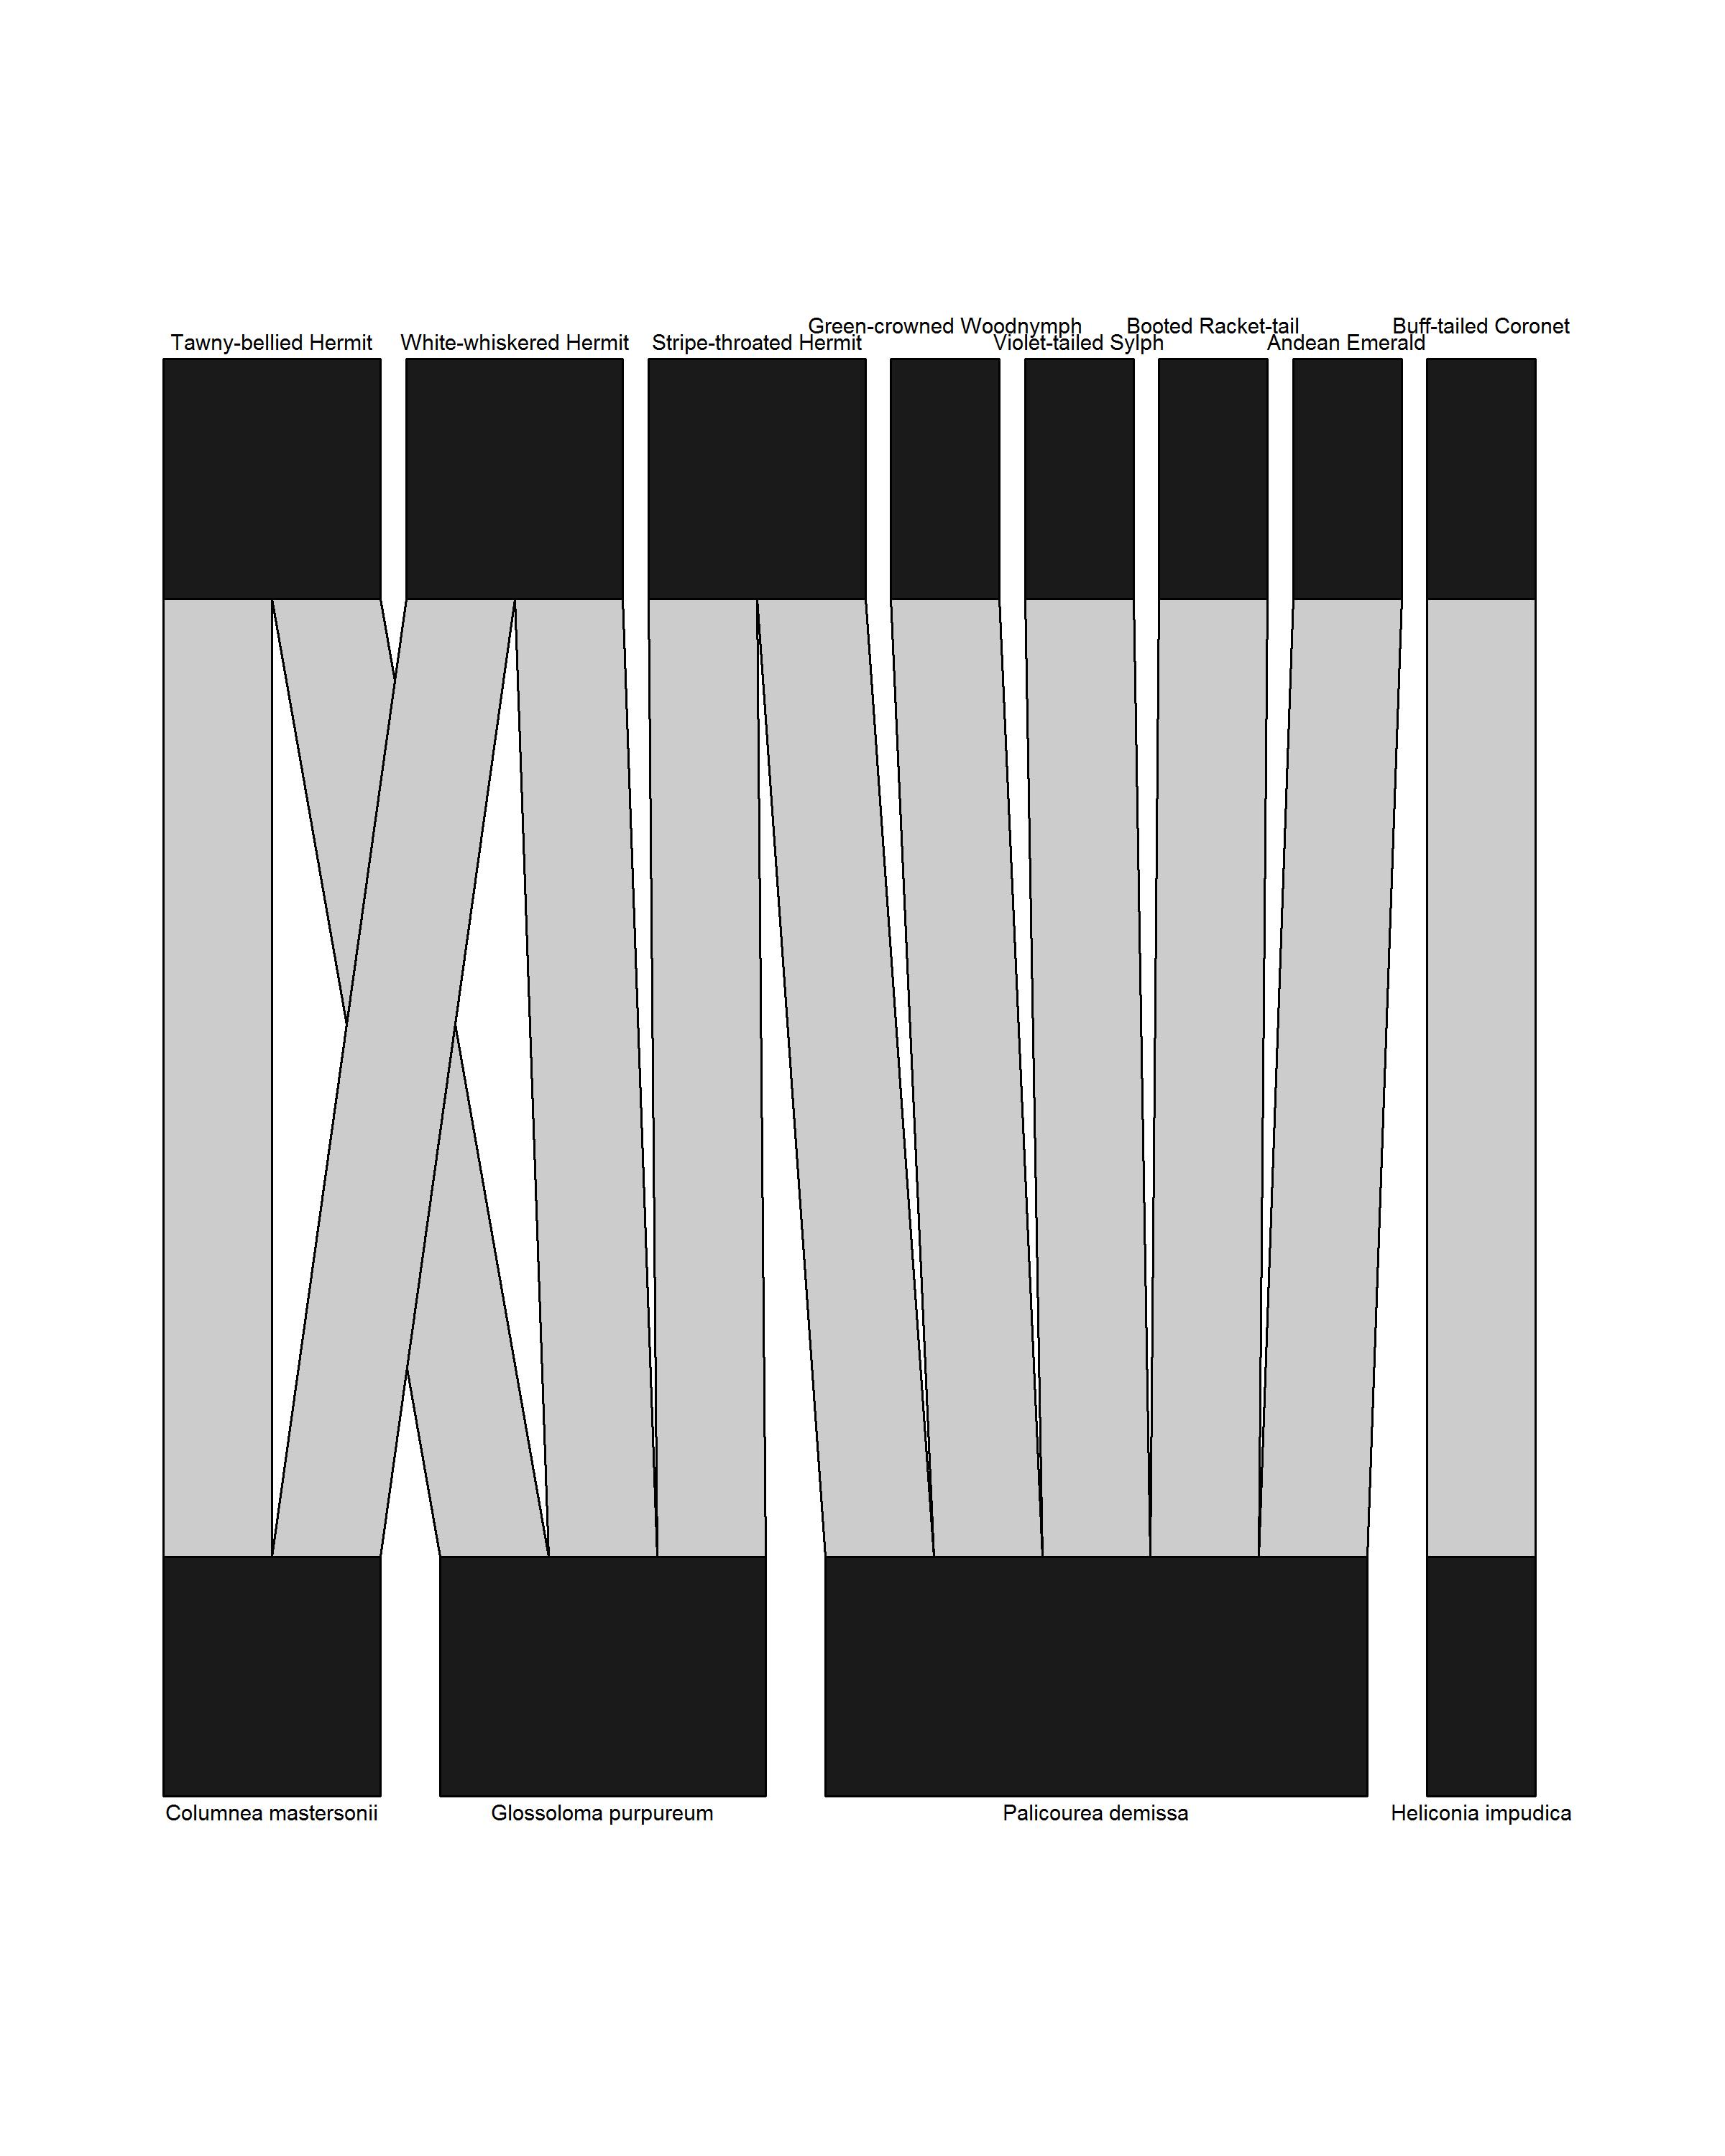 Green-crowned Woodnymph Booted Racket-tail Buff-tailed Coronet
Tawny-bellied Hermit White-whiskered Hermit Stripe-throated Hermit Violet-tailed Sylph Andean Emerald
Columnea mastersonii Glossoloma purpureum Palicourea demissa Heliconia impudica